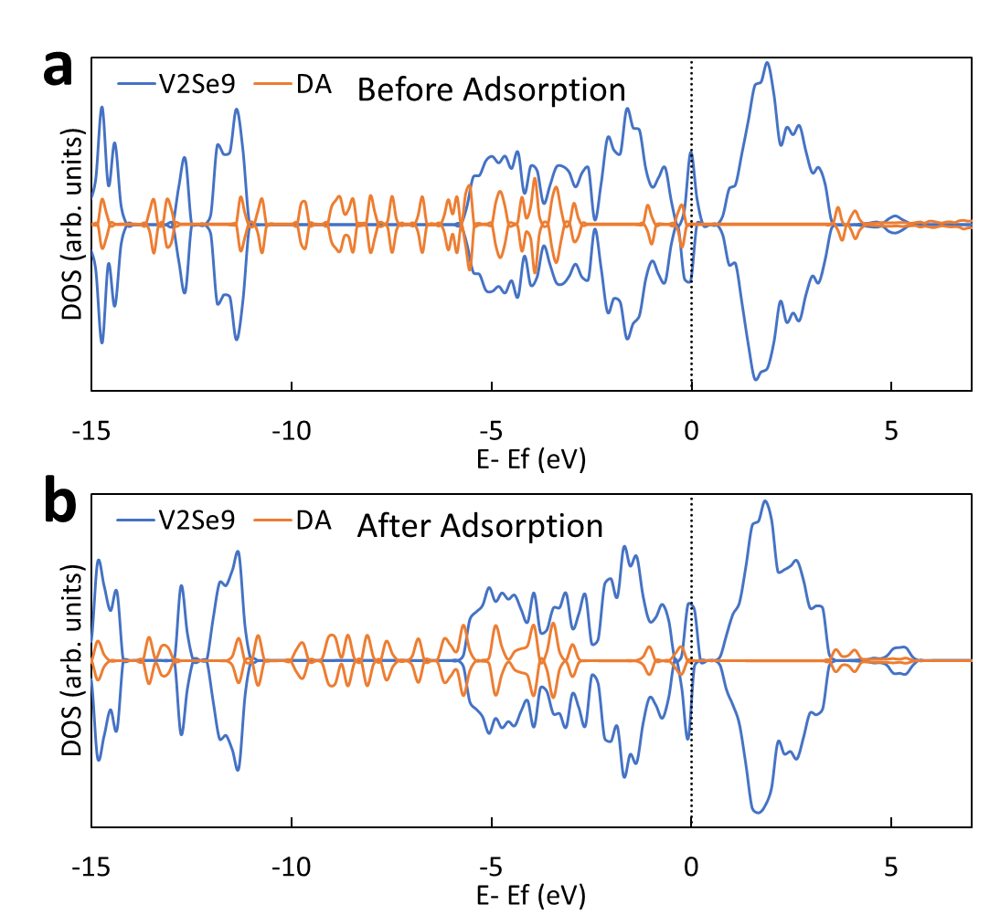 a
V2Se9 DA Before Adsorption
DOS (arb. units)
-15 -10 -5 0 5
E- Ef (eV)
b
V2Se9 DA After Adsorption
DOS (arb. units)
-15 -10 -5 0 5
E- Ef (eV)